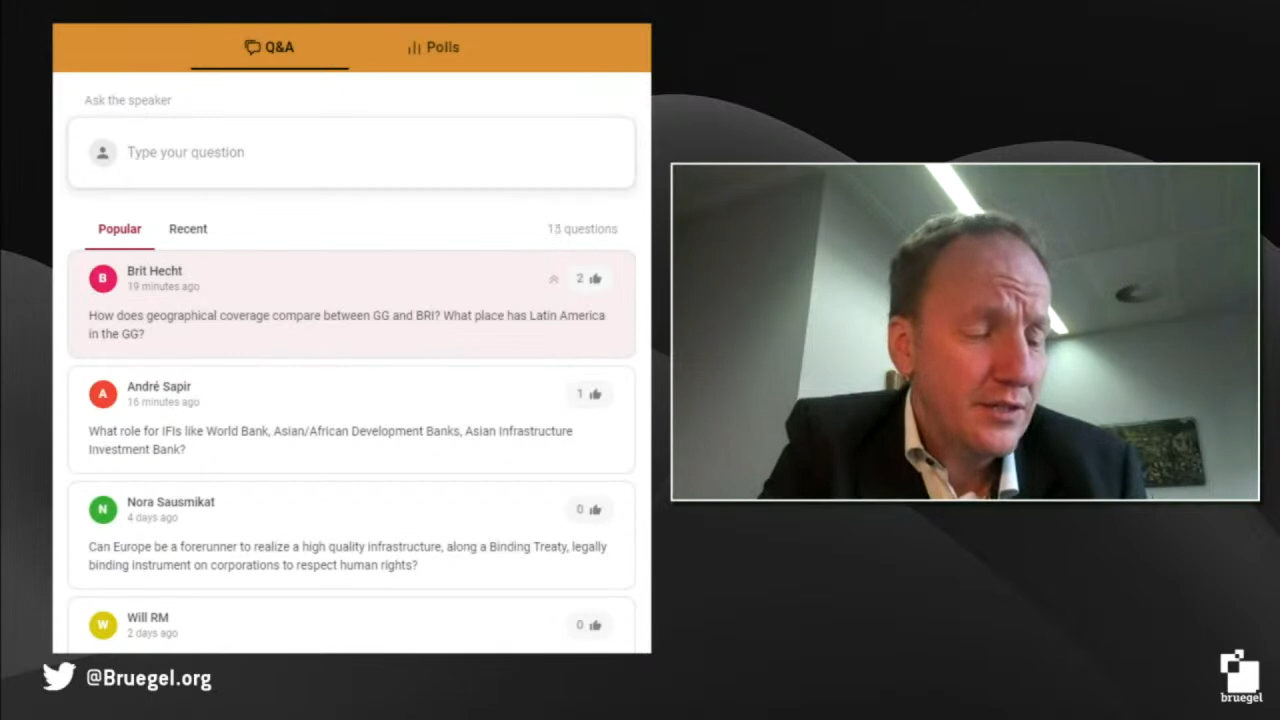 Q&A
Polls
Ask the speaker
Type your question
Popular
Recent
13 questions
B
Brit Hecht
19 minutes ago
2
How does geographical coverage compare between GG and BRI? What place has Latin America
in the GG?
A
André Sapir
16 minutes ago
1
What role for IFIs like World Bank, Asian/African Development Banks, Asian Infrastructure
Investment Bank?
N
Nora Sausmikat
4 days ago
0
Can Europe be a forerunner to realize a high quality infrastructure, along a Binding Treaty, legally
binding instrument on corporations to respect human rights?
W
Will RM
2 days ago
0
@Bruegel.org
bruegel